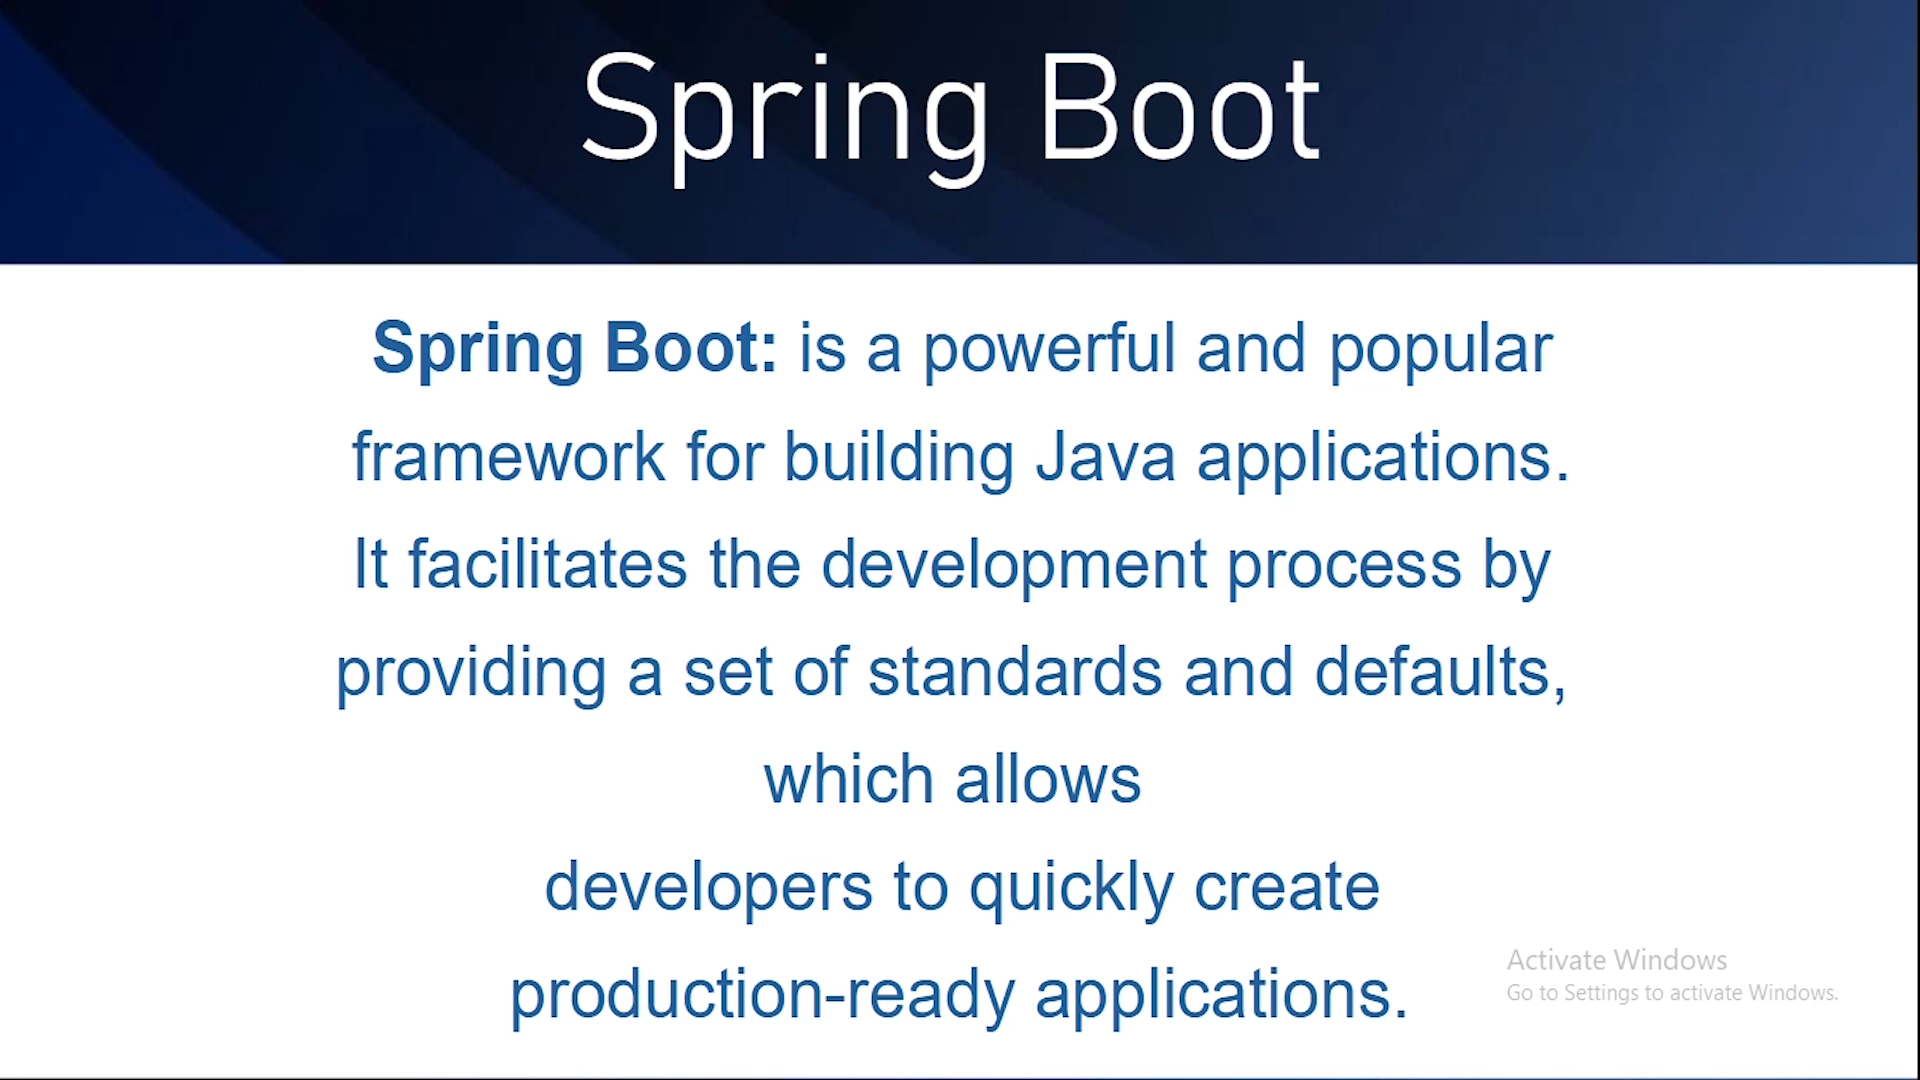 Spring Boot
Spring Boot: is a powerful and popular
framework for building Java applications.
It facilitates the development process by
providing a set of standards and defaults,
which allows
developers to quickly create
production-ready applications.
Activate Windows
Go to Settings to activate Windows.